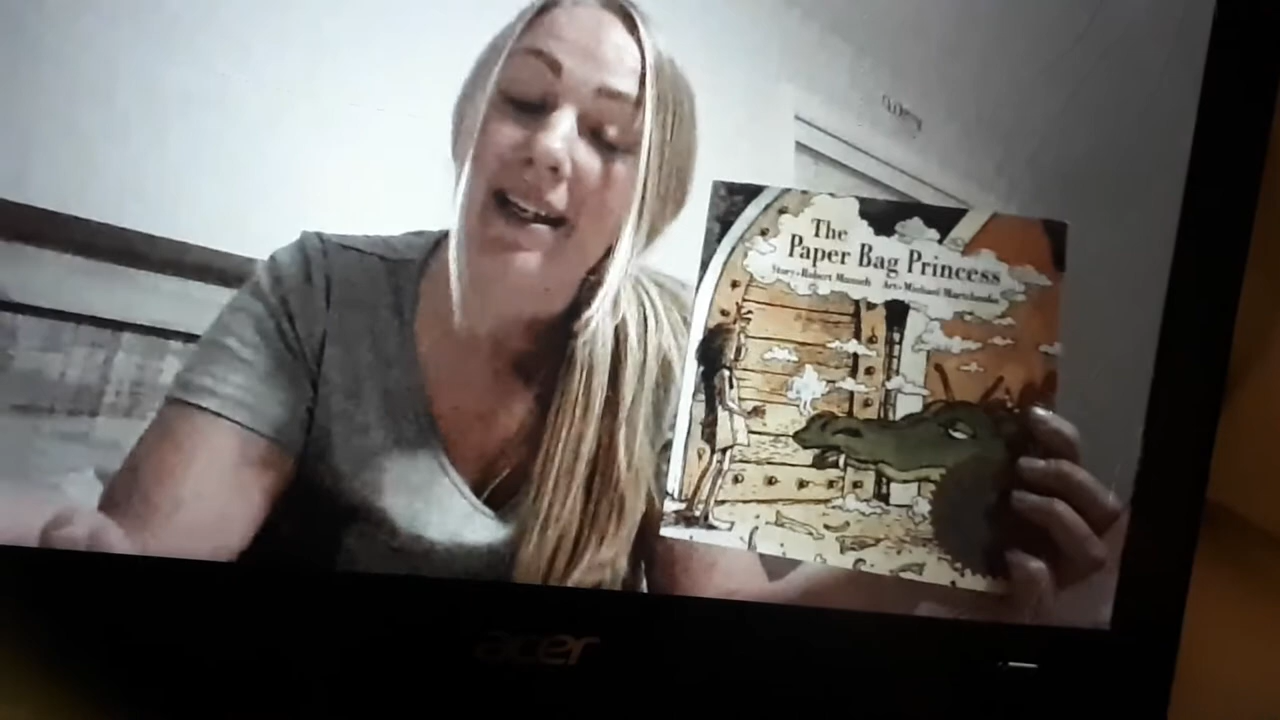 The
Paper Bag Princess
Story • Robert Munsch Art • Michael Martchenko
acer